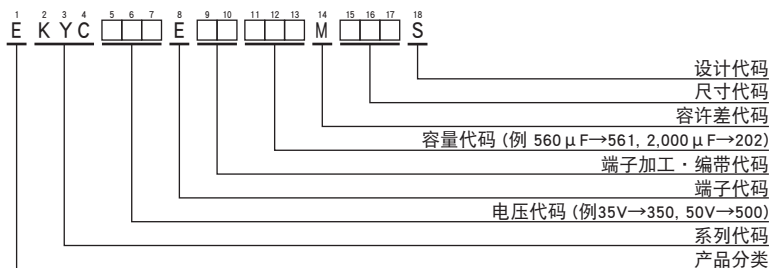 1 2 3 4 5 6 7 8 9 10 11 12 13 14 15 16 17 18
E K Y C □□□ E □□ □□□ M □□□ S
设计代码
尺寸代码
容许差代码
容量代码 (例 560μF→561, 2,000μF→202)
端子加工・编带代码
端子代码
电压代码 (例35V→350, 50V→500)
系列代码
产品分类